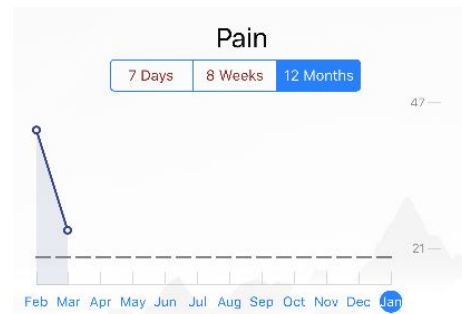 Pain
7 Days 8 Weeks 12 Months
47
21
Feb Mar Apr May Jun Jul Aug Sep Oct Nov Dec Jan